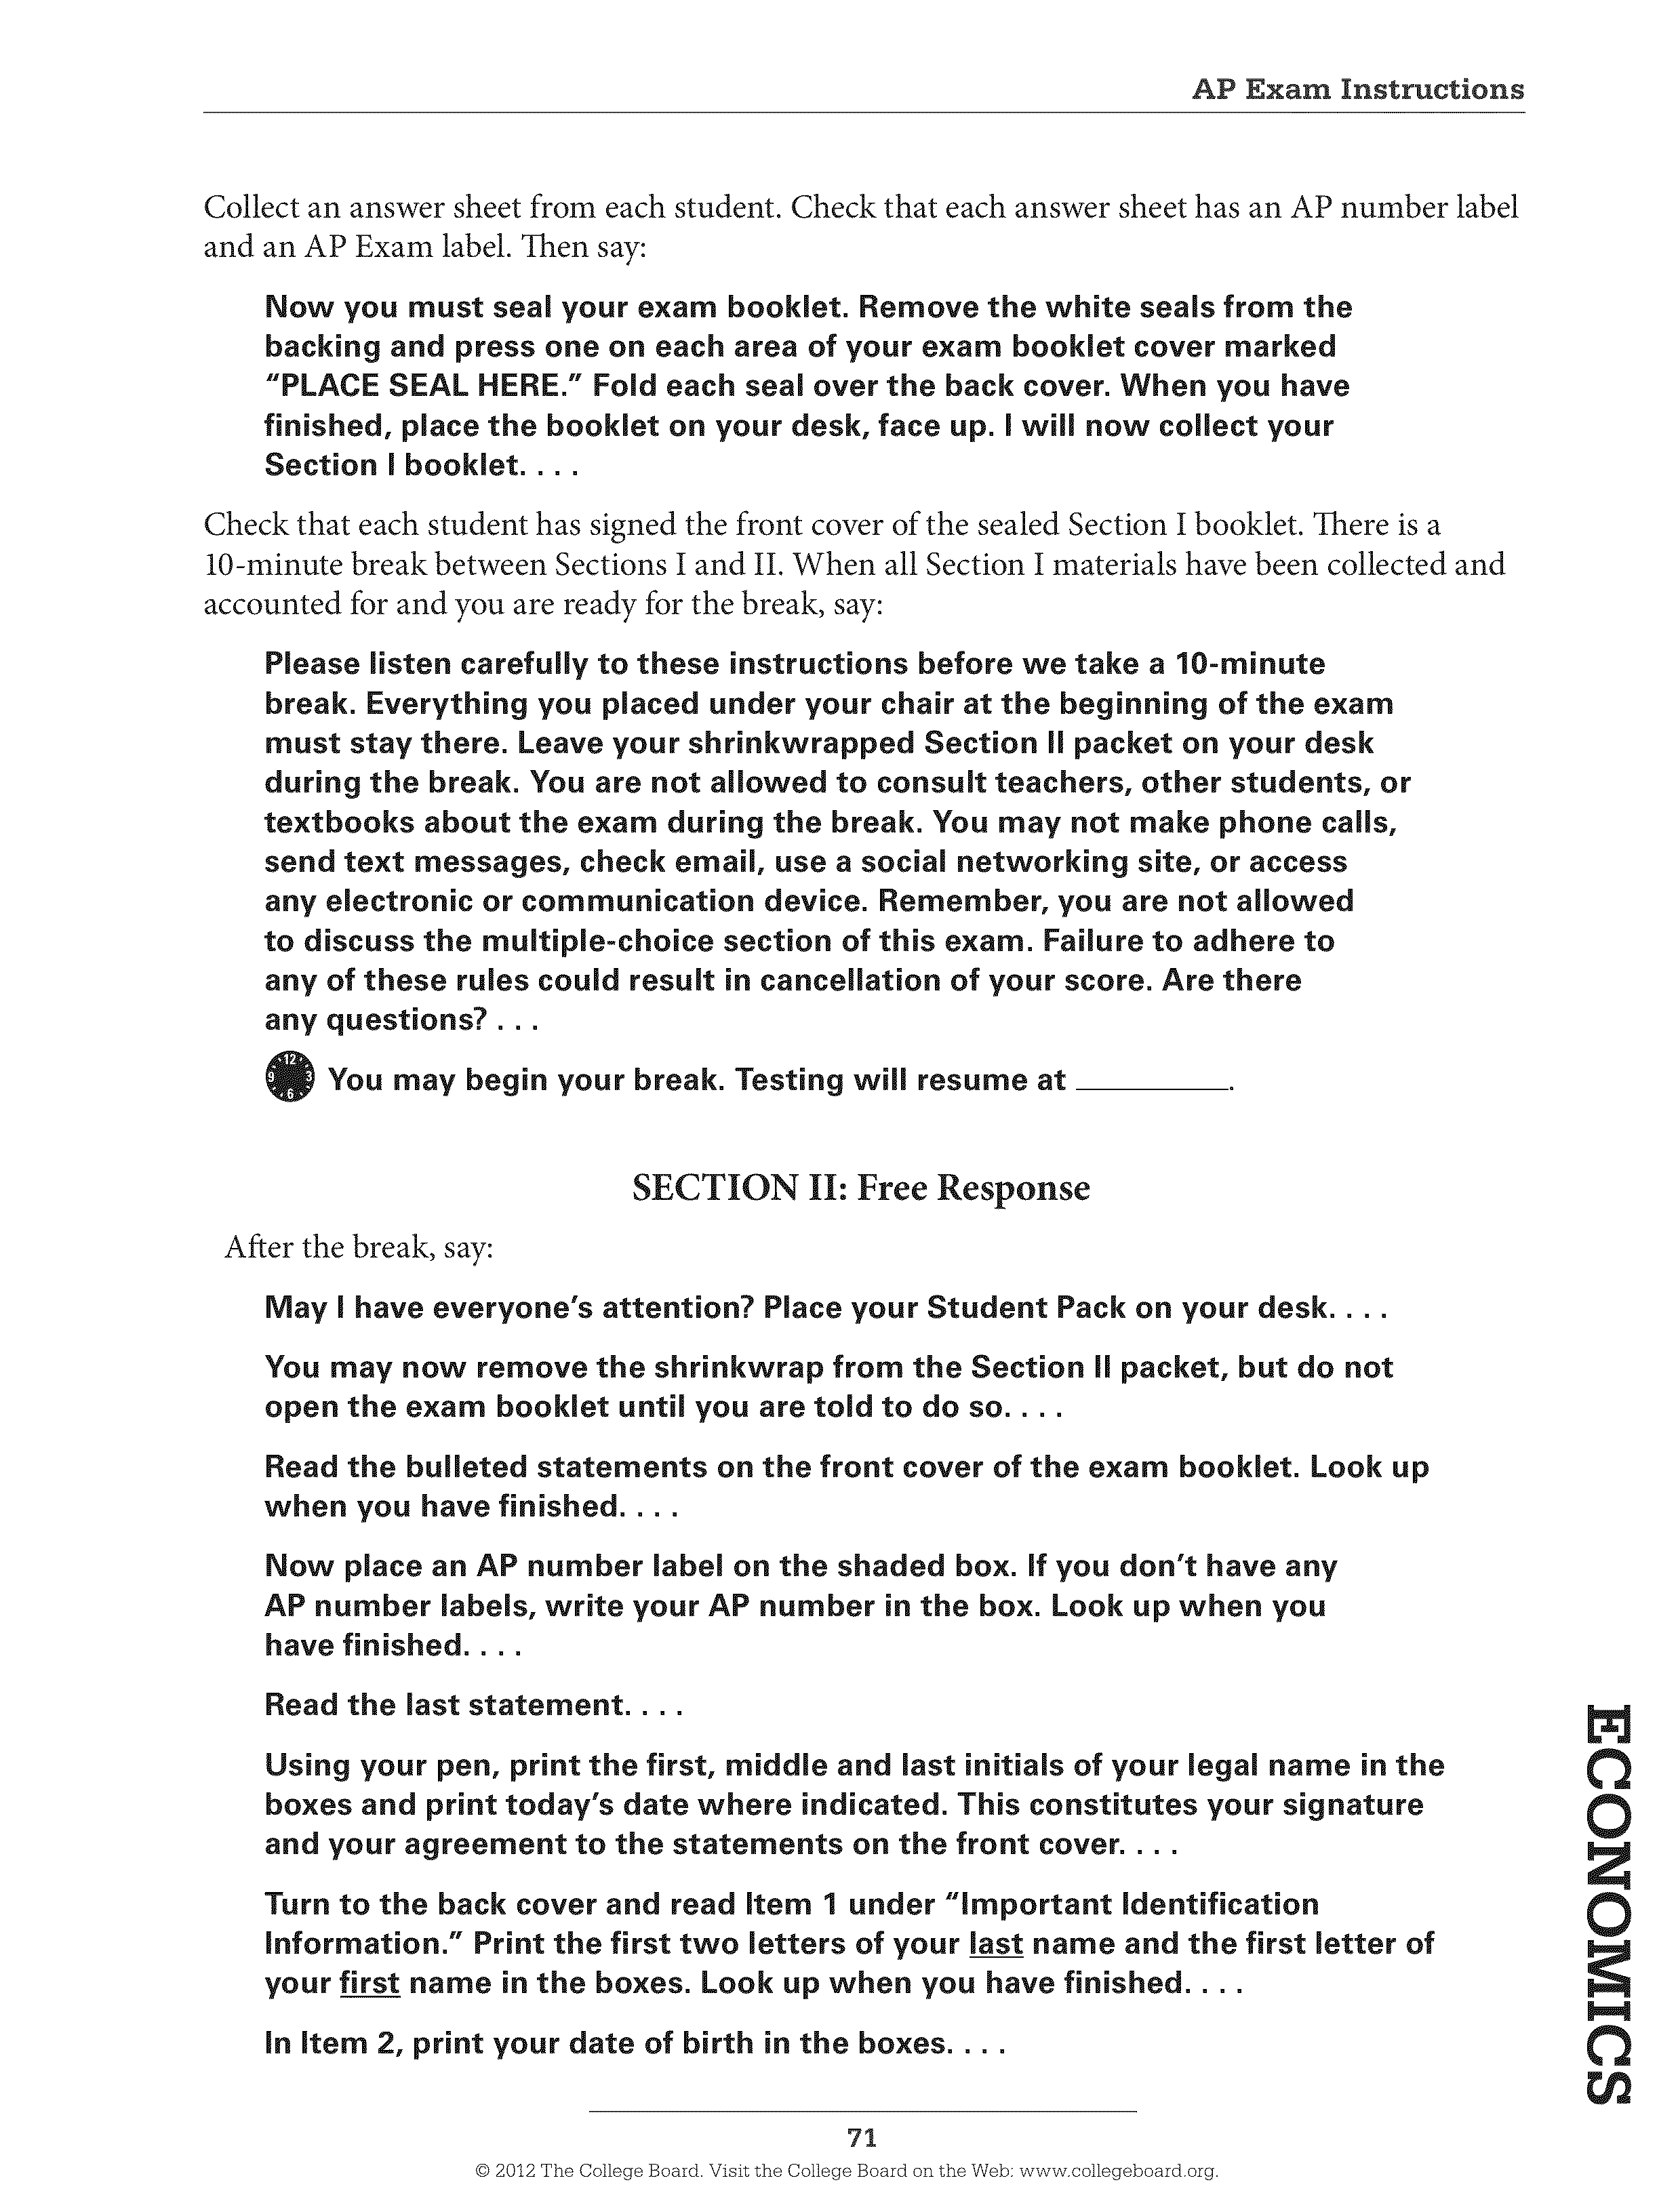 AP Exam Instructions
Collect an answer sheet from each student. Check that each answer sheet has an AP number label
and an AP Exam label. Then say:
Now you must seal your exam booklet. Remove the white seals from the
backing and press one on each area of your exam booklet cover marked
“PLACE SEAL HERE.” Fold each seal over the back cover. When you have
finished, place the booklet on your desk, face up. I will now collect your
Section I booklet. . . .
Check that each student has signed the front cover of the sealed Section I booklet. There is a
10-minute break between Sections I and II. When all Section I materials have been collected and
accounted for and you are ready for the break, say:
Please listen carefully to these instructions before we take a 10-minute
break. Everything you placed under your chair at the beginning of the exam
must stay there. Leave your shrinkwrapped Section II packet on your desk
during the break. You are not allowed to consult teachers, other students, or
textbooks about the exam during the break. You may not make phone calls,
send text messages, check email, use a social networking site, or access
any electronic or communication device. Remember, you are not allowed
to discuss the multiple-choice section of this exam. Failure to adhere to
any of these rules could result in cancellation of your score. Are there
any questions? . . .
12
9 3
6
You may begin your break. Testing will resume at __________.
SECTION II: Free Response
After the break, say:
May I have everyone’s attention? Place your Student Pack on your desk. . . .
You may now remove the shrinkwrap from the Section II packet, but do not
open the exam booklet until you are told to do so. . . .
Read the bulleted statements on the front cover of the exam booklet. Look up
when you have finished. . . .
Now place an AP number label on the shaded box. If you don’t have any
AP number labels, write your AP number in the box. Look up when you
have finished. . . .
Read the last statement. . . .
Using your pen, print the first, middle and last initials of your legal name in the
boxes and print today’s date where indicated. This constitutes your signature
and your agreement to the statements on the front cover. . . .
Turn to the back cover and read Item 1 under “Important Identification
Information.” Print the first two letters of your last name and the first letter of
your first name in the boxes. Look up when you have finished. . . .
In Item 2, print your date of birth in the boxes. . . .
ECONOMICS
71
© 2012 The College Board. Visit the College Board on the Web: www.collegeboard.org.